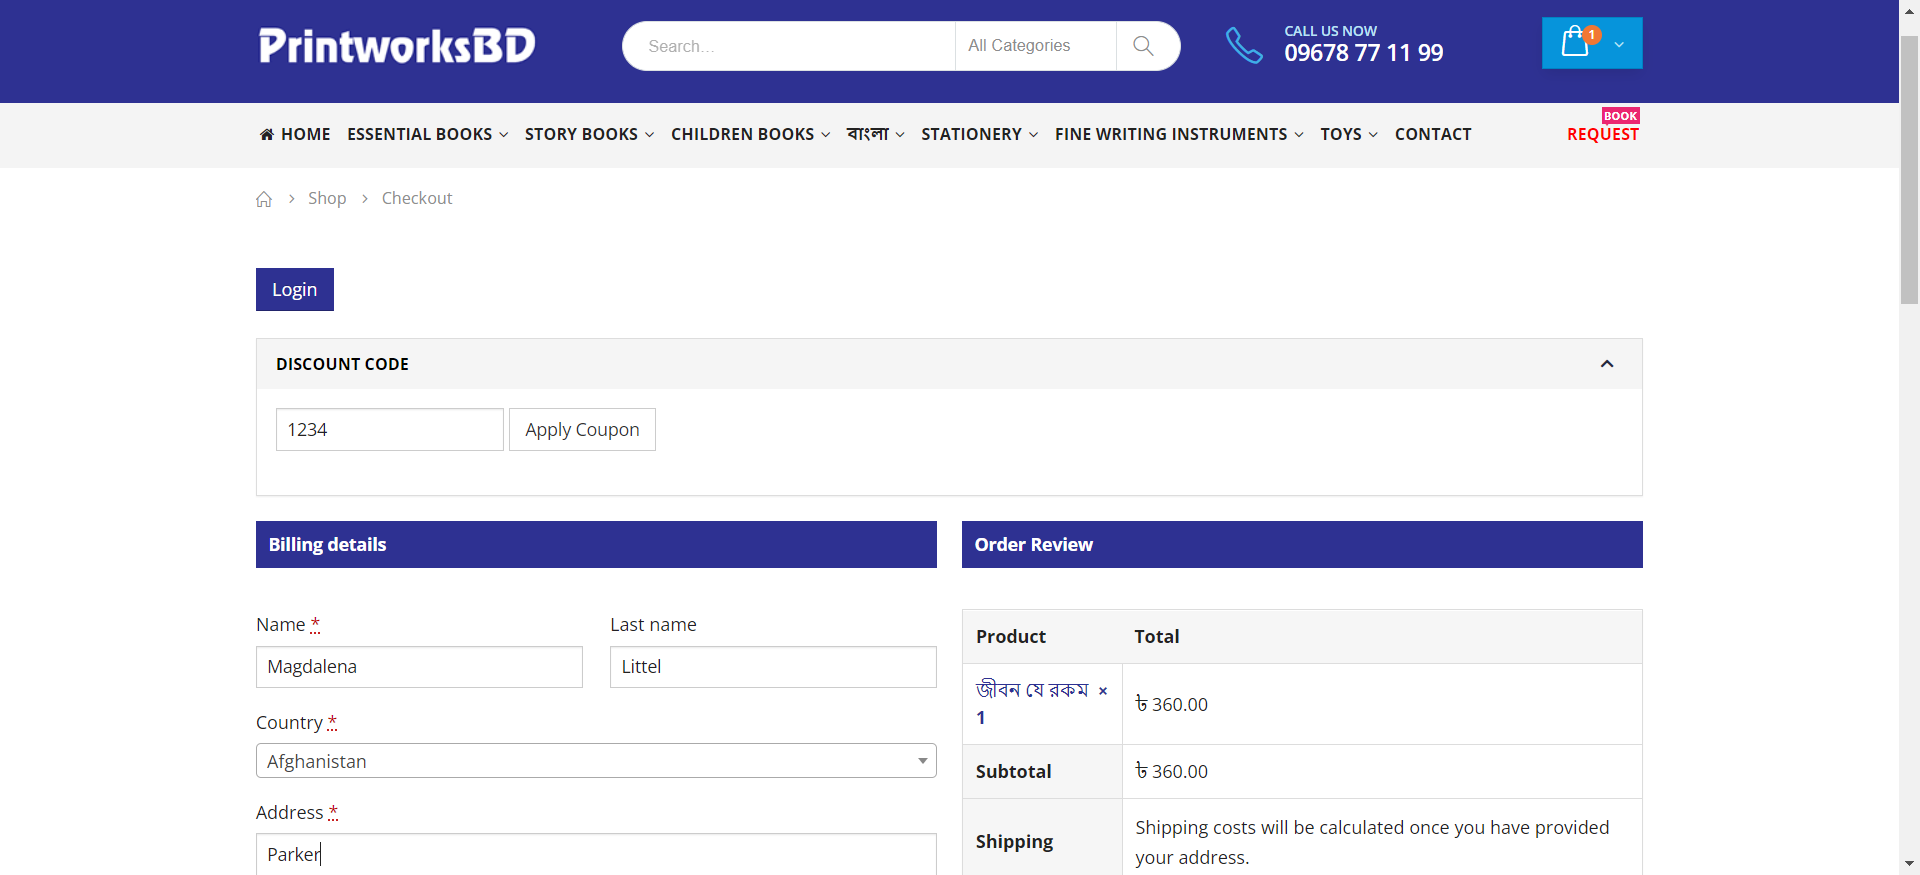 PrintworksBD
Search...
All Categories
CALL US NOW
09678 77 11 99
1
HOME ESSENTIAL BOOKS STORY BOOKS CHILDREN BOOKS বাংলা STATIONERY FINE WRITING INSTRUMENTS TOYS CONTACT
BOOK
REQUEST
Shop > Checkout
Login
DISCOUNT CODE
1234
Apply Coupon
Billing details
Name *
Last name
Magdalena
Littel
Country *
Afghanistan
Address *
Parker
Order Review
Product Total
জীবন যে রকম ×
1
৳ 360.00
Subtotal ৳ 360.00
Shipping
Shipping costs will be calculated once you have provided
your address.